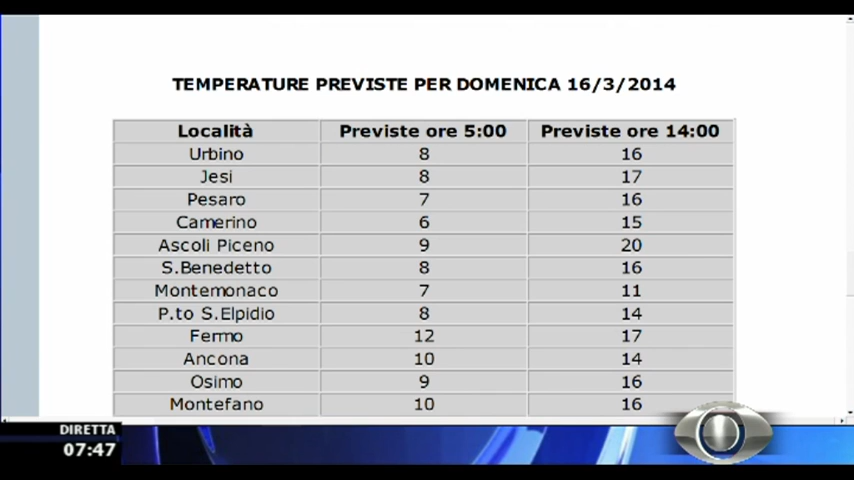 TEMPERATURE PREVISTE PER DOMENICA 16/3/2014
Località Previste ore 5:00 Previste ore 14:00
Urbino 8 16
Jesi 8 17
Pesaro 7 16
Camerino 6 15
Ascoli Piceno 9 20
S.Benedetto 8 16
Montemonaco 7 11
P.to S.Elpidio 8 14
Fermo 12 17
Ancona 10 14
Osimo 9 16
Montefano 10 16
DIRETTA
07:47